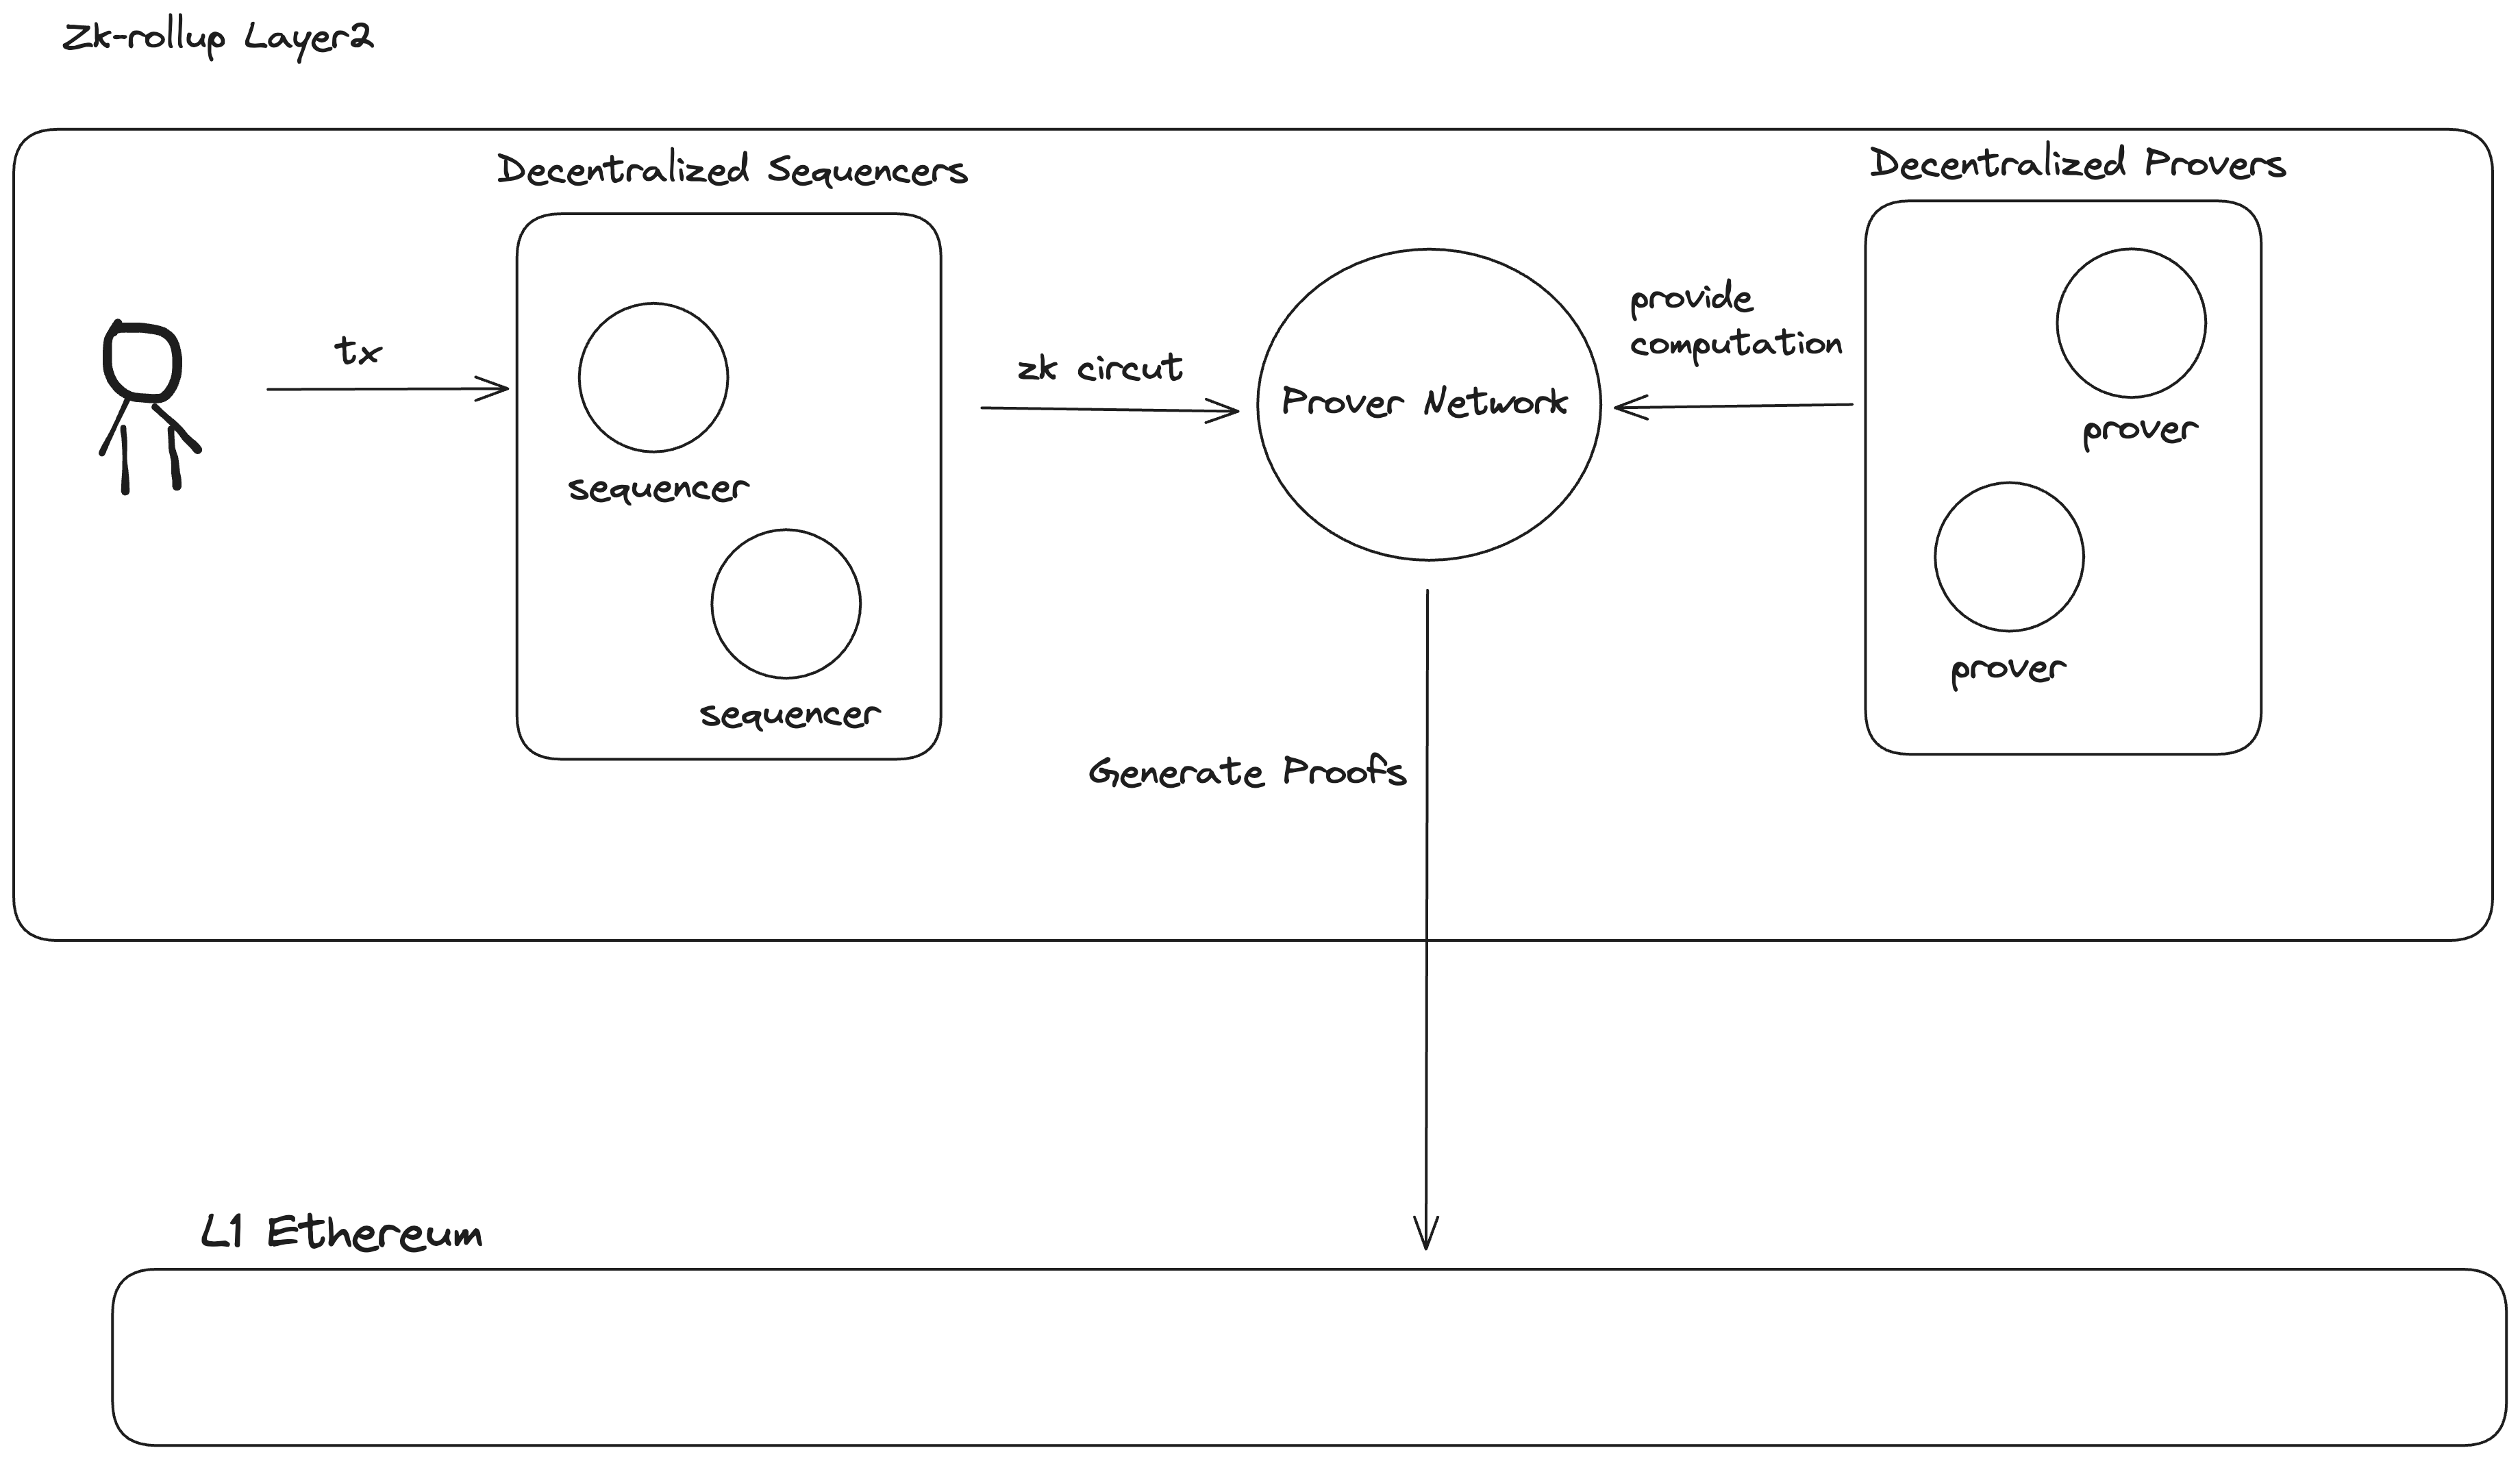 Zk-rollup Layer2
Decentralized Sequencers
Decentralized Provers
tx
sequencer
sequencer
zk circut
Prover Network
provide
computation
prover
prover
Generate Proofs
L1 Ethereum